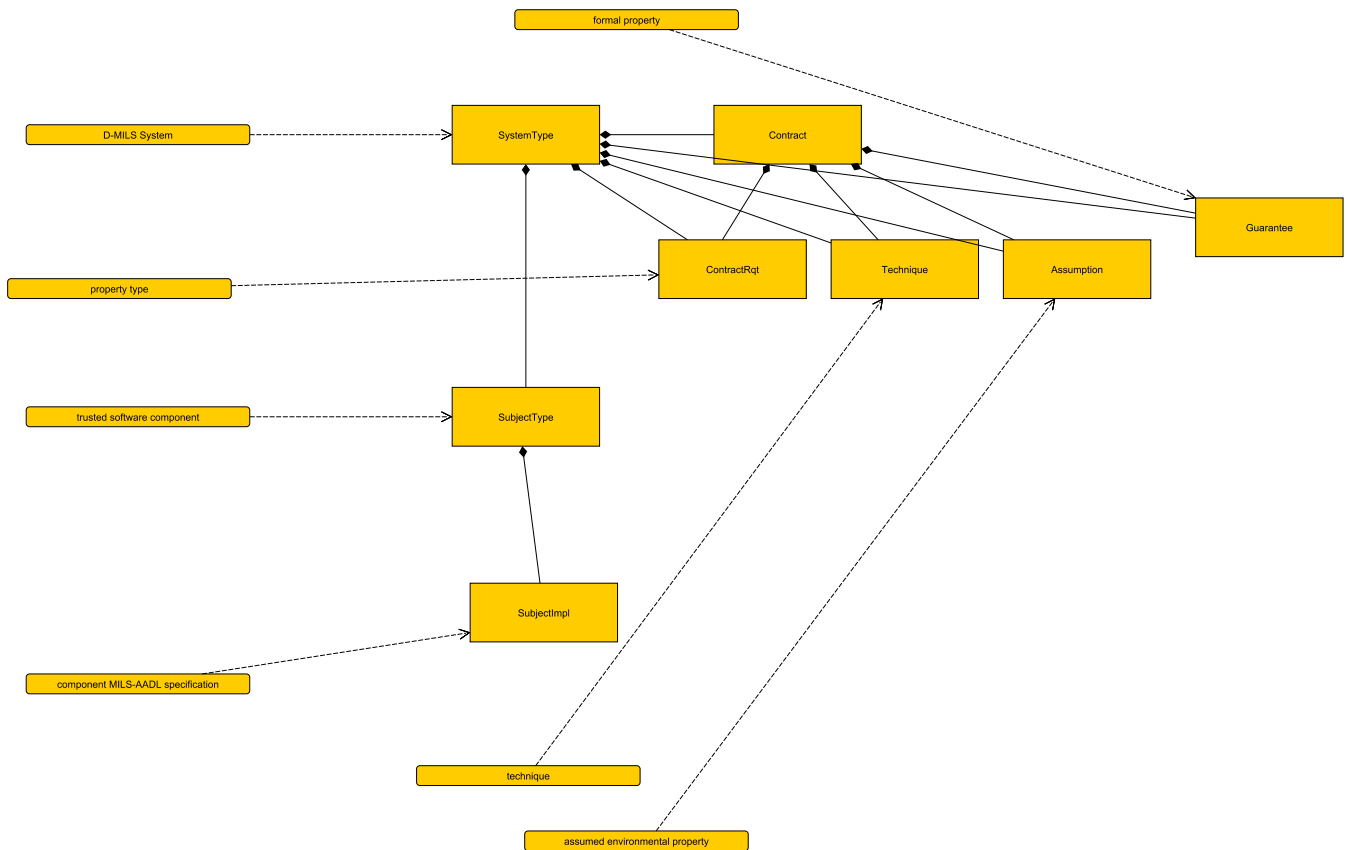 formal property
D-MILS System
SystemType
Contract
Guarantee
ContractRqt
Technique
Assumption
property type
trusted software component
SubjectType
SubjectImpl
component MILS-AADL specification
technique
assumed environmental property